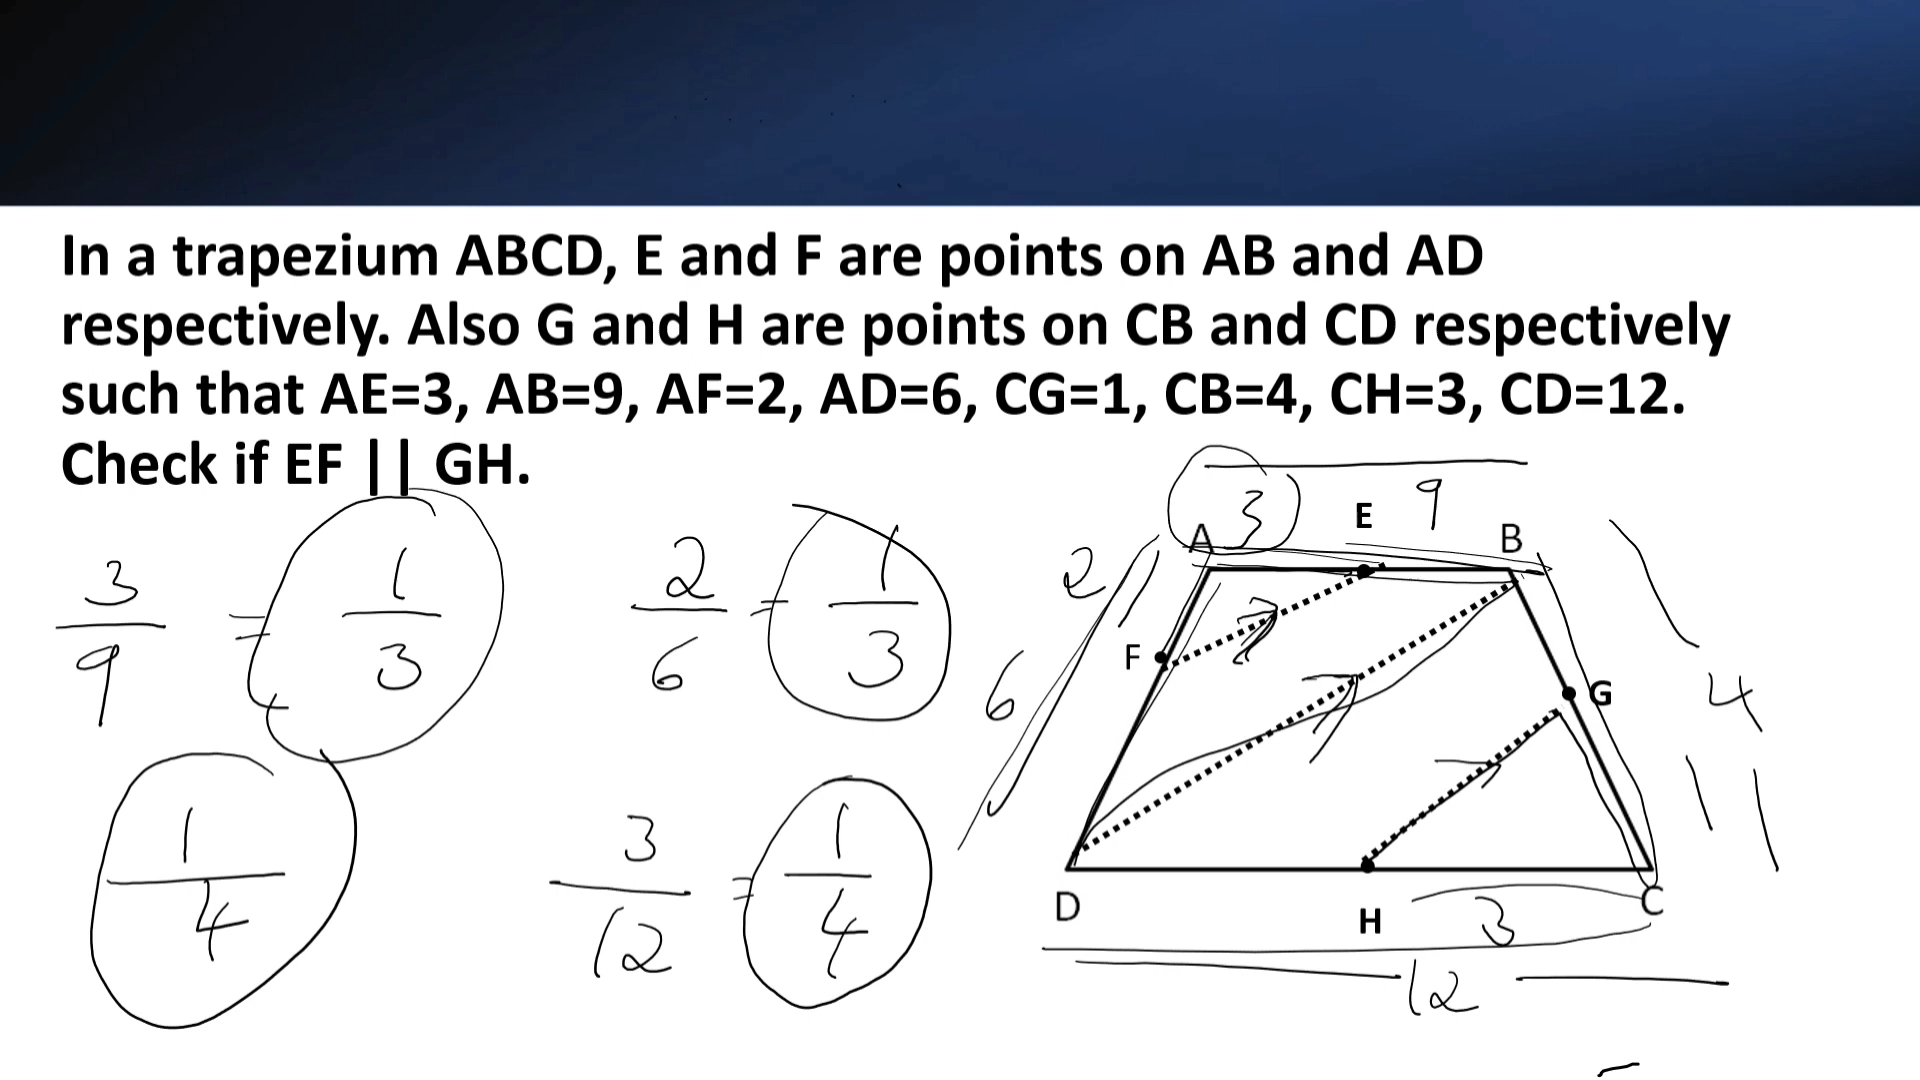 In a trapezium ABCD, E and F are points on AB and AD
respectively. Also G and H are points on CB and CD respectively
such that AE=3, AB=9, AF=2, AD=6, CG=1, CB=4, CH=3, CD=12.
Check if EF || GH.
3/9 = 1/3
2/6 = 1/3
1/4
3/12 = 1/4
3 E 9
2 A B
F
6 G 4
1
D H 3 C
12